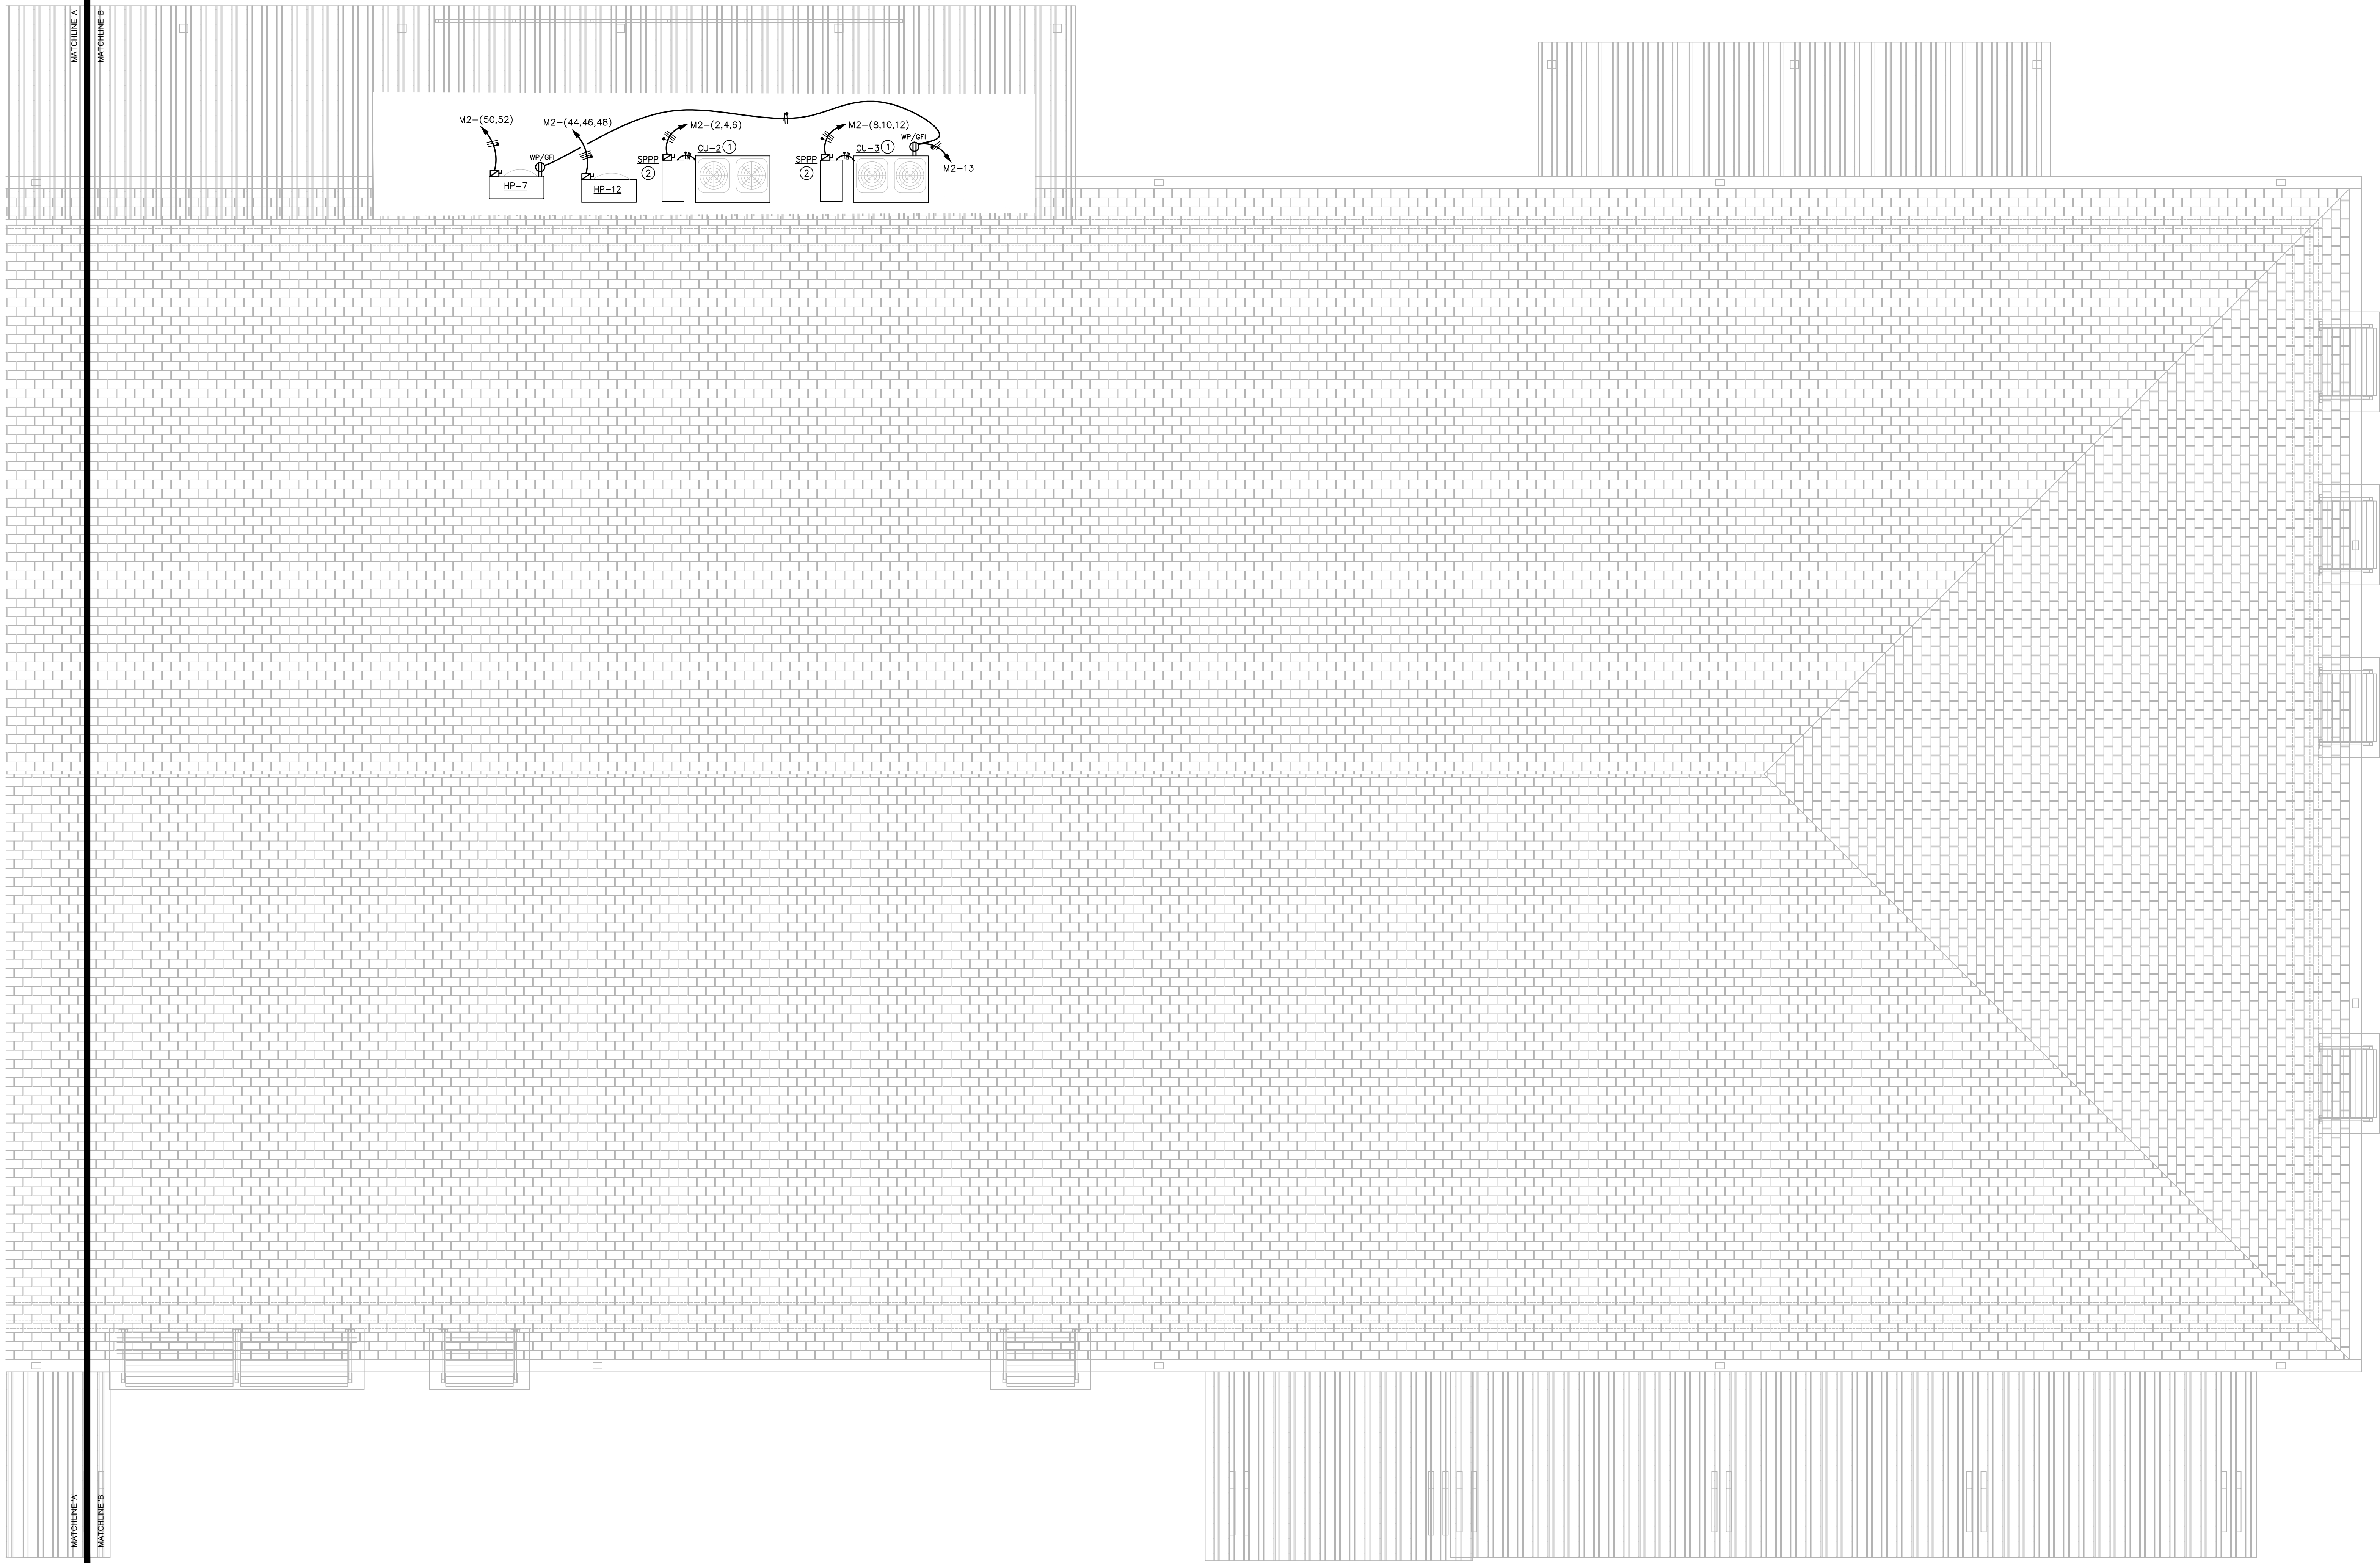 MATCHLINE 'A'
MATCHLINE 'B'
M2-(50,52)
M2-(44,46,48)
M2-(2,4,6)
M2-(8,10,12)
WP/GFI
WP/GFI
CU-2 1
CU-3 1
SPPP
2
SPPP
2
M2-13
HP-7
HP-12
MATCHLINE 'A'
MATCHLINE 'B'